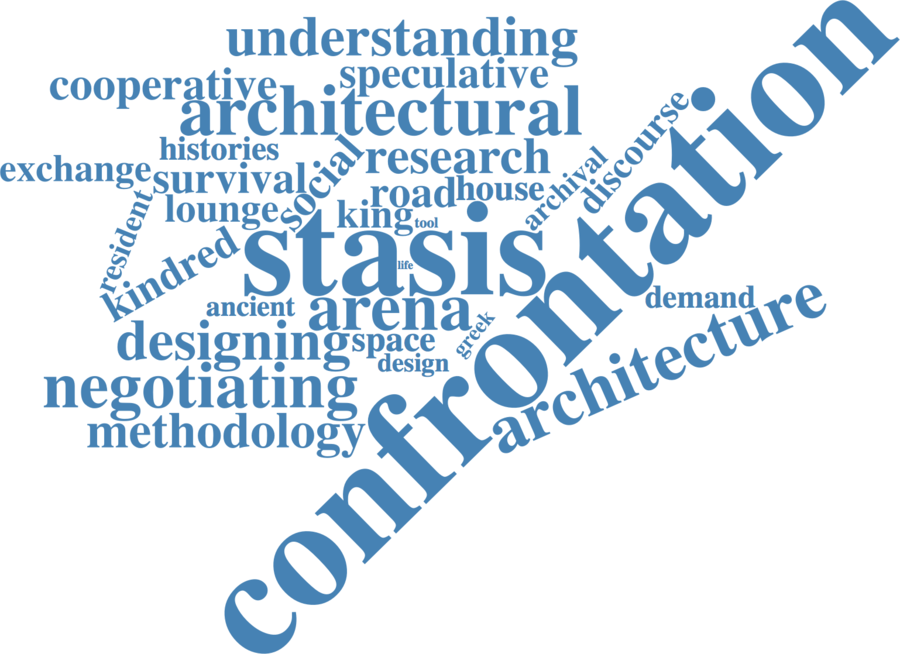 understanding
cooperative
speculative
architectural
histories
social
research
exchange
survival
road
house
archival
discourse
confrontation
resident
lounge
king
tool
kindred
stasis
life
ancient
arena
demand
designing
space
greek
design
architecture
negotiating
methodology